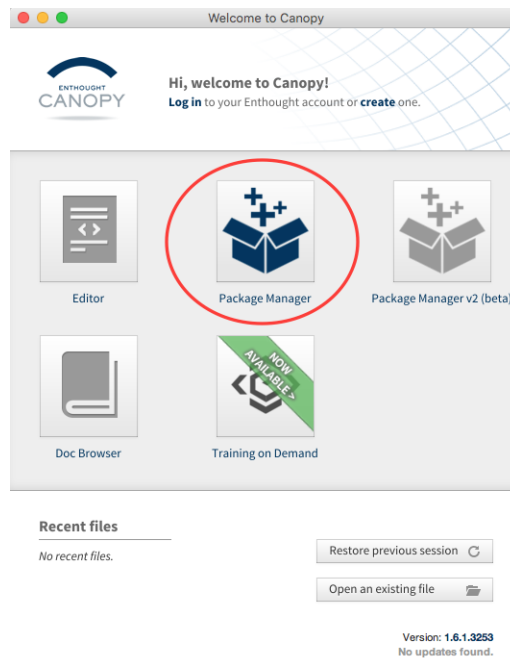 Welcome to Canopy
ENTHOUGHT
CANOPY
Hi, welcome to Canopy!
Log in to your Enthought account or create one.
Editor
Package Manager
Package Manager v2 (beta)
NOW
AVAILABLE >
Doc Browser
Training on Demand
Recent files
No recent files.
Restore previous session
Open an existing file
Version: 1.6.1.3253
No updates found.